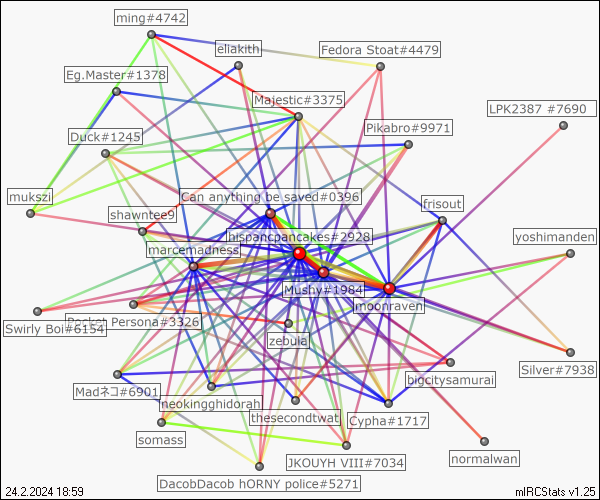 ming#4742
eliakith
Fedora Stoat#4479
Eg.Master#1378
Majestic#3375
LPK2387 #7690
Pikabro#9971
Duck#1245
mukszi
Can anything be saved#0396
frisout
shawntee9
hispancpancakes#2928
yoshimanden
marcemadness
Mushy#1984
moonraven
Persona#3326
Swirly Boi#6154
zebuia
Silver#7938
bigcitysamurai
Madネコ#6901
neokingghidorah
thesecondtwat
Cypha#1717
somass
normalwan
JKOUYH VIII#7034
DacobDacob hORNY police#5271
24.2.2024 18:59
mIRCStats v1.25